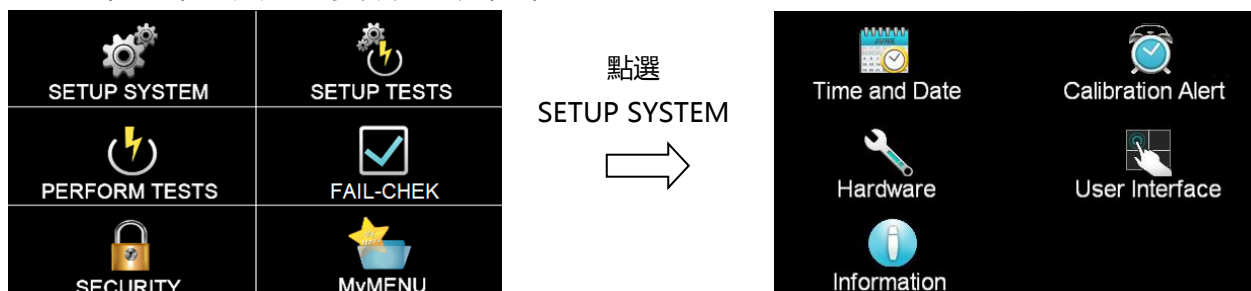 SETUP SYSTEM
SETUP TESTS
PERFORM TESTS
FAIL-CHEK
SECURITY
MyMENU
點選
SETUP SYSTEM
JUNE
Time and Date
Calibration Alert
Hardware
User Interface
Information